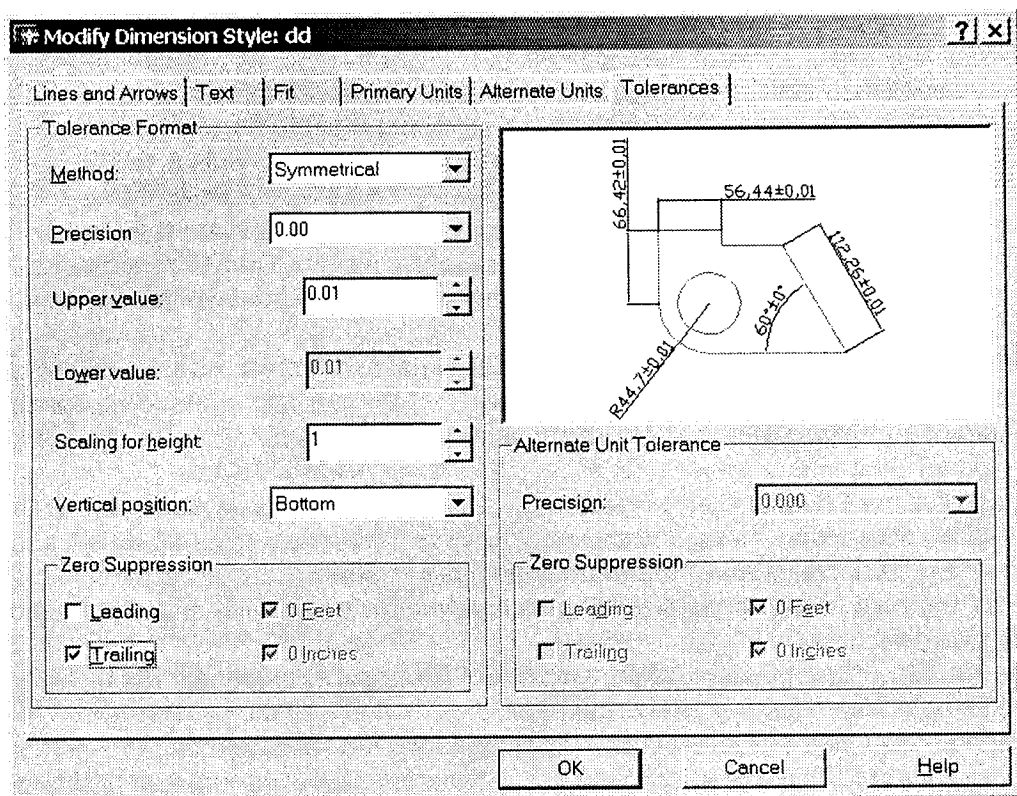 Modify Dimension Style: dd
? ×
Lines and Arrows Text Fit Primary Units Alternate Units Tolerances
Tolerance Format
Method: Symmetrical
Precision 0.00
Upper value: 0.01
Lower value: 0.01
Scaling for height: 1
Vertical position: Bottom
Zero Suppression
Leading 0 Feet
Trailing 0 Inches
66,42±0,01
56,44±0,01
112,26±0,01
60°±0°
R44,7±0,01
Alternate Unit Tolerance
Precision: 0.000
Zero Suppression
Leading 0 Feet
Trailing 0 Inches
OK Cancel Help